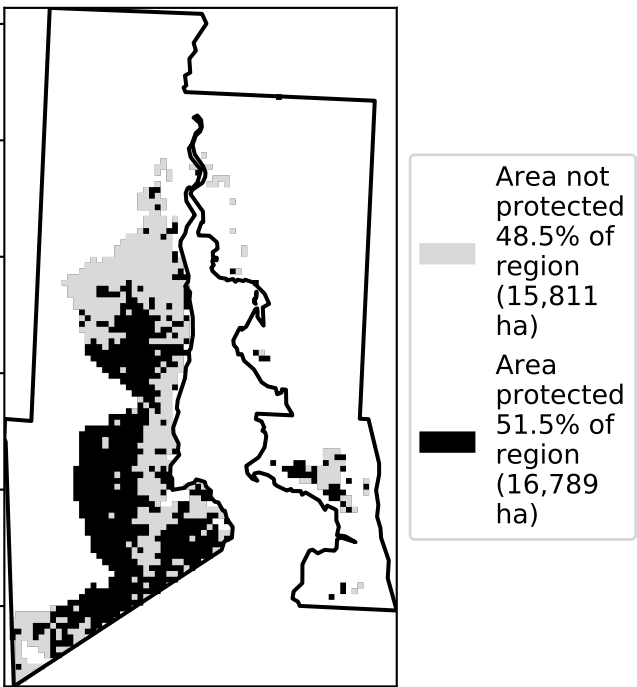 Area not
protected
48.5% of
region
(15,811
ha)
Area
protected
51.5% of
region
(16,789
ha)